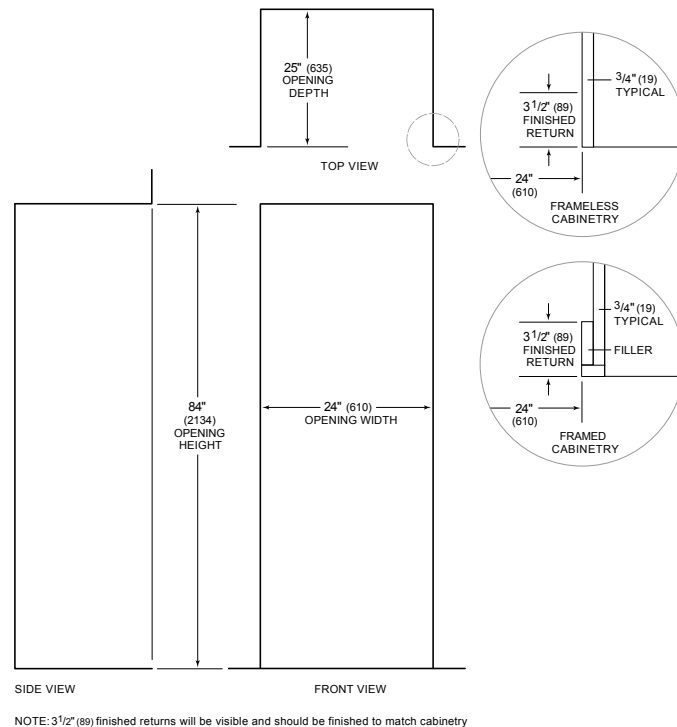 25" (635)
OPENING
DEPTH
TOP VIEW
3/4" (19)
TYPICAL
3 1/2" (89)
FINISHED
RETURN
24"
(610)
FRAMELESS
CABINETRY
3/4" (19)
TYPICAL
3 1/2" (89)
FINISHED
RETURN
FILLER
24"
(610)
FRAMED
CABINETRY
84"
(2134)
OPENING
HEIGHT
24" (610)
OPENING WIDTH
SIDE VIEW
FRONT VIEW
NOTE: 3 1/2" (89) finished returns will be visible and should be finished to match cabinetry